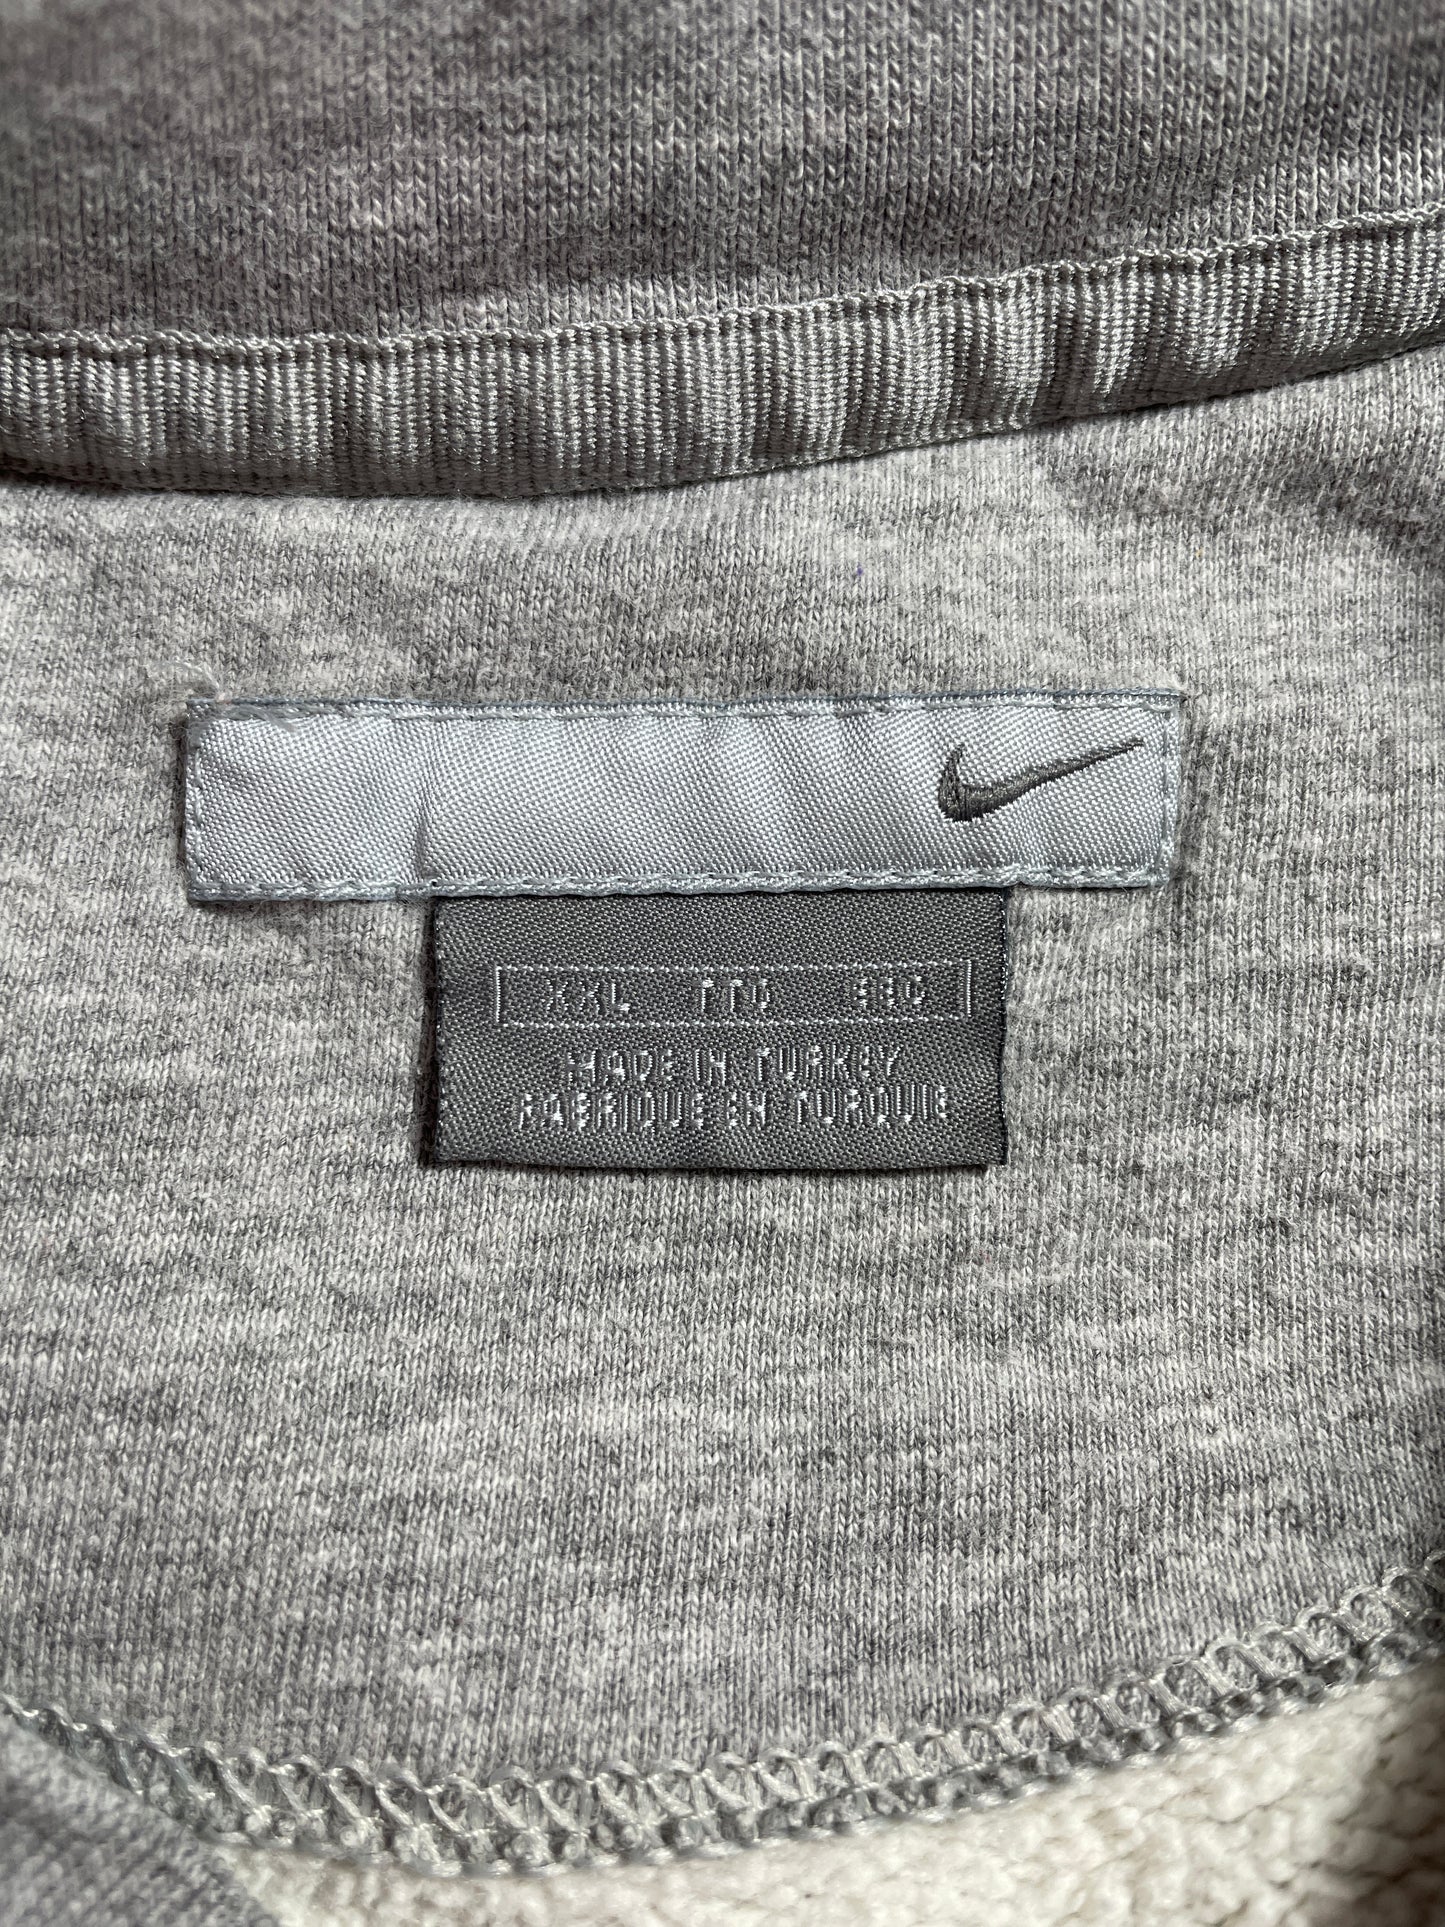 XXL TTG EEG
MADE IN TURKEY
FABRIQUE EN TURQUIE